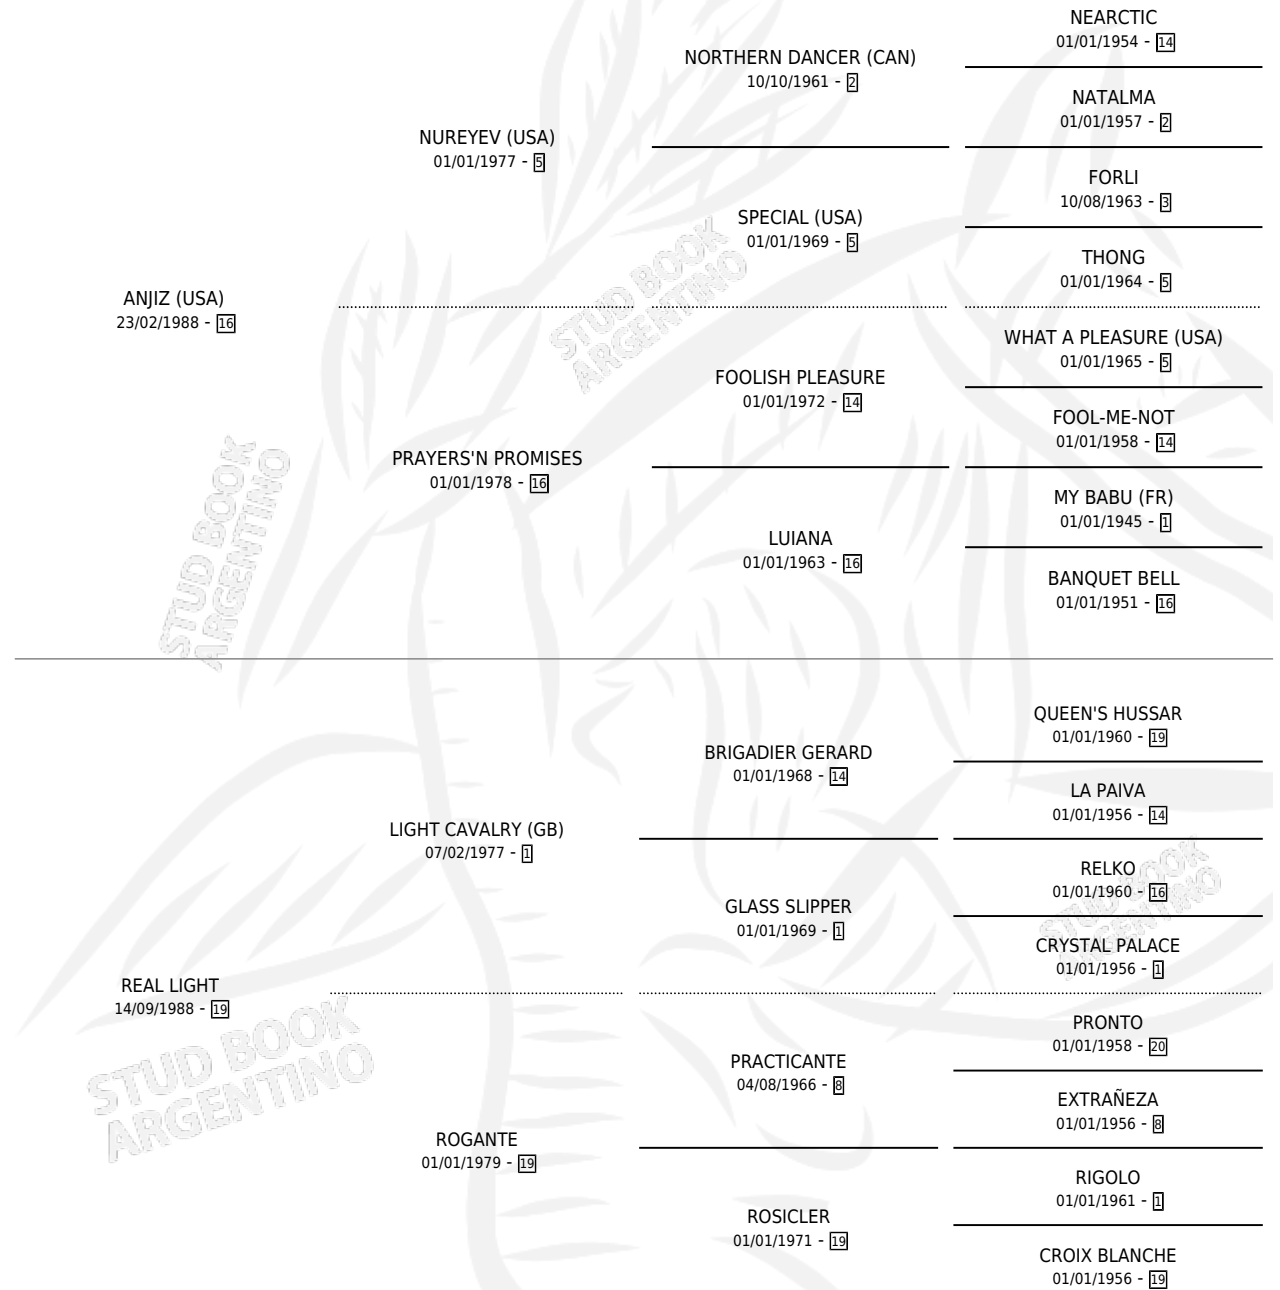 NEARCTIC
01/01/1954 - 14
NORTHERN DANCER (CAN)
10/10/1961 - 2
NATALMA
01/01/1957 - 2
NUREYEV (USA)
01/01/1977 - 5
FORLI
10/08/1963 - 3
SPECIAL (USA)
01/01/1969 - 5
THONG
01/01/1964 - 5
ANJIZ (USA)
23/02/1988 - 16
WHAT A PLEASURE (USA)
01/01/1965 - 5
FOOLISH PLEASURE
01/01/1972 - 14
FOOL-ME-NOT
01/01/1958 - 14
PRAYERS'N PROMISES
01/01/1978 - 16
MY BABU (FR)
01/01/1945 - 1
LUIANA
01/01/1963 - 16
BANQUET BELL
01/01/1951 - 16
QUEEN'S HUSSAR
01/01/1960 - 19
BRIGADIER GERARD
01/01/1968 - 14
LA PAIVA
01/01/1956 - 14
LIGHT CAVALRY (GB)
07/02/1977 - 1
RELKO
01/01/1960 - 16
GLASS SLIPPER
01/01/1969 - 1
CRYSTAL PALACE
01/01/1956 - 1
REAL LIGHT
14/09/1988 - 19
PRONTO
01/01/1958 - 20
PRACTICANTE
04/08/1966 - 8
EXTRAÑEZA
01/01/1956 - 8
ROGANTE
01/01/1979 - 19
RIGOLO
01/01/1961 - 1
ROSICLER
01/01/1971 - 19
CROIX BLANCHE
01/01/1956 - 19
STUD BOOK
ARGENTINO
STUD BOOK
ARGENTINO
STUD BOOK
ARGENTINO
STUD BOOK
ARGENTINO